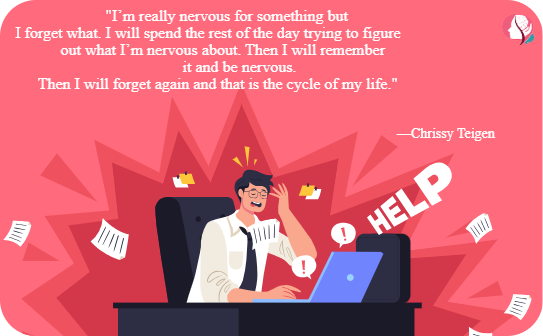 "I’m really nervous for something but
I forget what. I will spend the rest of the day trying to figure
out what I’m nervous about. Then I will remember
it and be nervous.
Then I will forget again and that is the cycle of my life."
—Chrissy Teigen
HELP
!
!